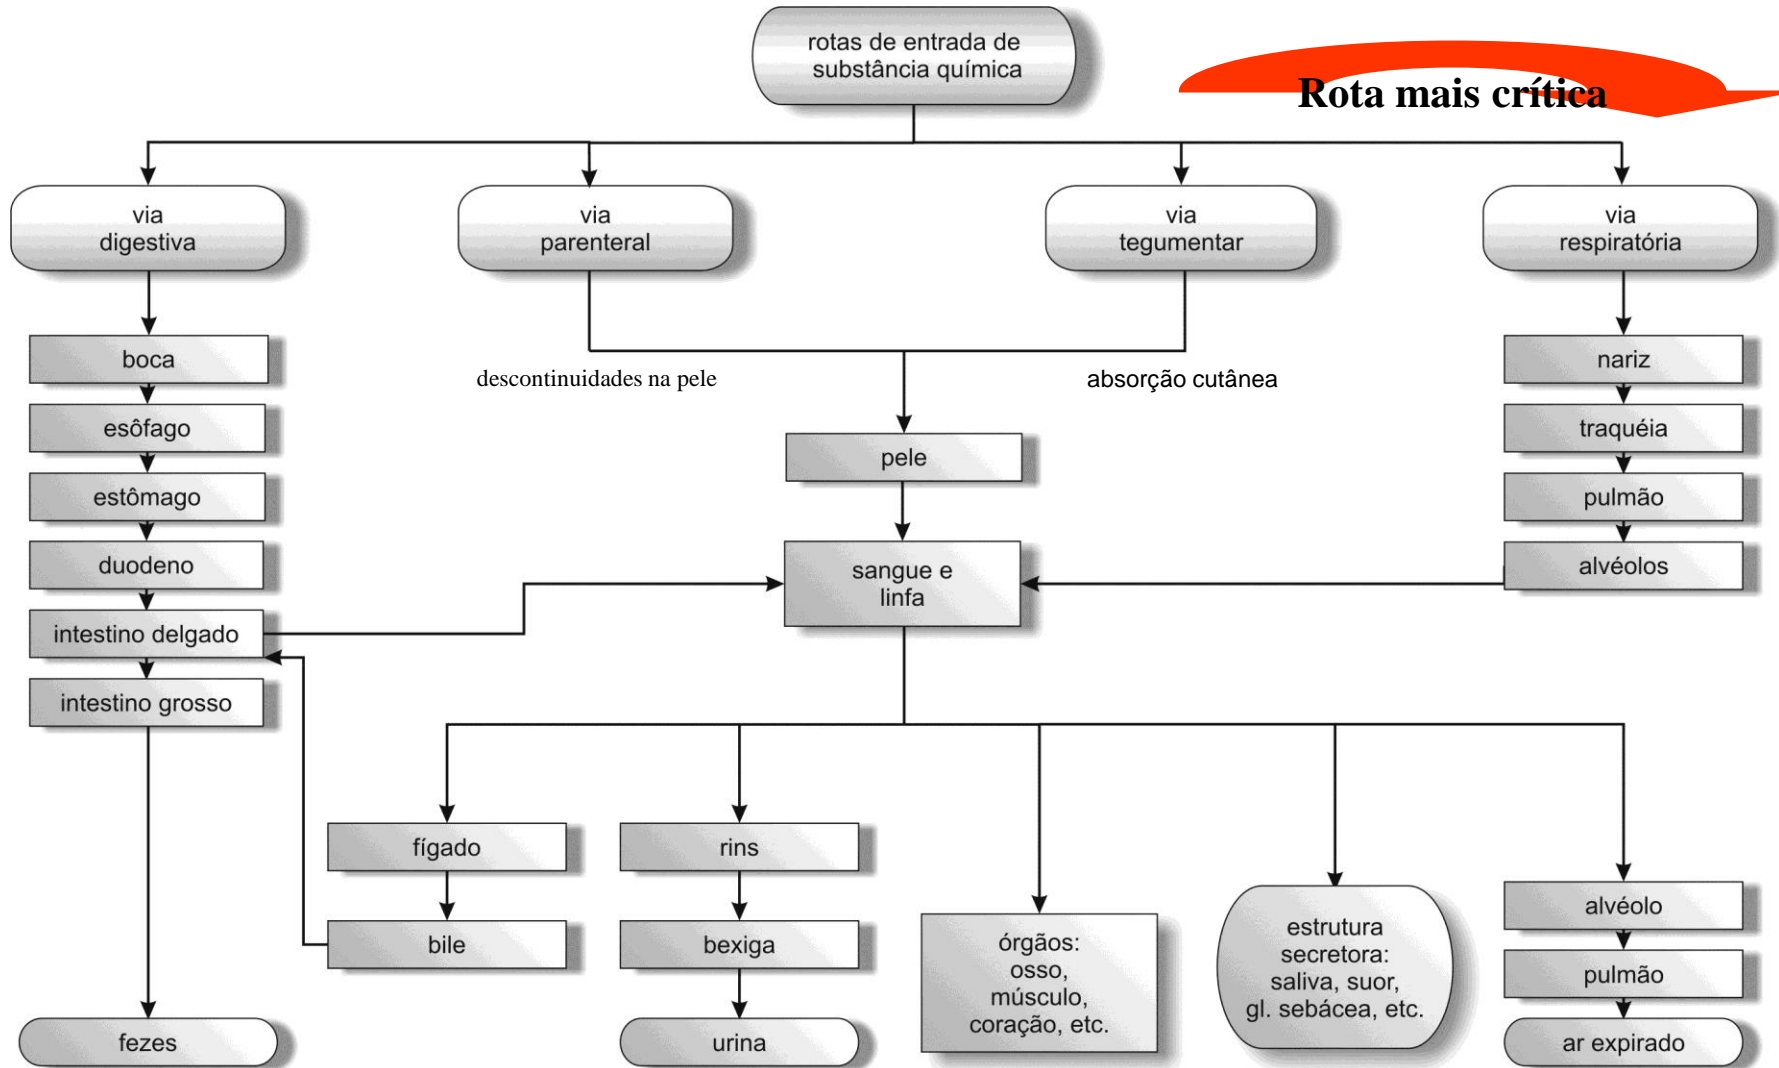 rotas de entrada de
substância química
Rota mais crítica
via
digestiva
via
parenteral
via
tegumentar
via
respiratória
boca
esôfago
estômago
duodeno
intestino delgado
intestino grosso
descontinuidades na pele
absorção cutânea
pele
sangue e
linfa
nariz
traquéia
pulmão
alvéolos
fígado
bile
rins
bexiga
órgãos:
osso,
músculo,
coração, etc.
estrutura
secretora:
saliva, suor,
gl. sebácea, etc.
alvéolo
pulmão
fezes
urina
ar expirado